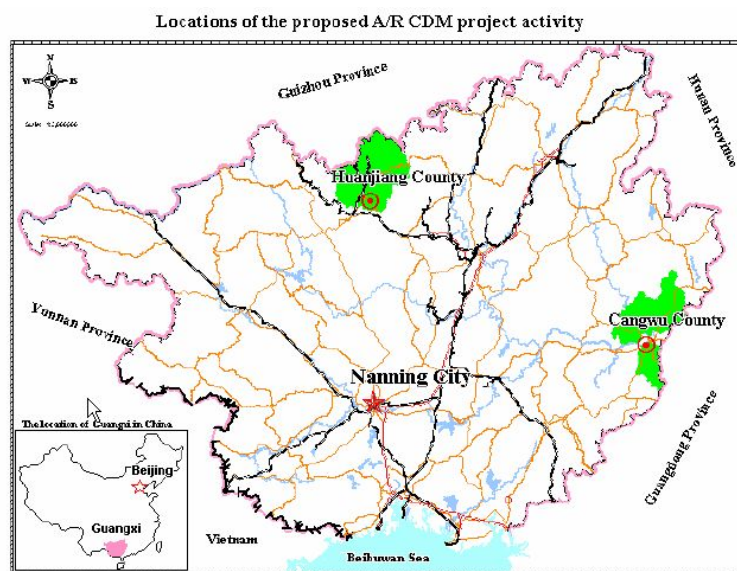 Locations of the proposed A/R CDM project activity
N
W E
S
Guizhou Province
Hunan Province
Huanjiang County
Cangwu County
Yunnan Province
Nanning City
Guangdong Province
The location of Guangxi in China
Beijing
Guangxi
Vietnam
Beibuwan Sea